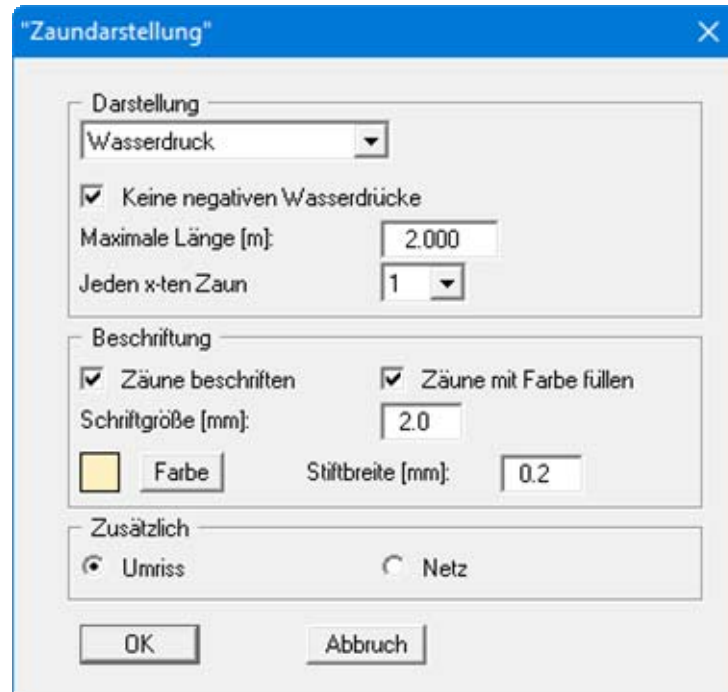 "Zaundarstellung"
Darstellung
Wasserdruck
Keine negativen Wasserdrücke
Maximale Länge [m]: 2.000
Jeden x-ten Zaun 1
Beschriftung
Zäune beschriften Zäune mit Farbe füllen
Schriftgröße [mm]: 2.0
Farbe Stiftbreite [mm]: 0.2
Zusätzlich
Umriss Netz
OK Abbruch